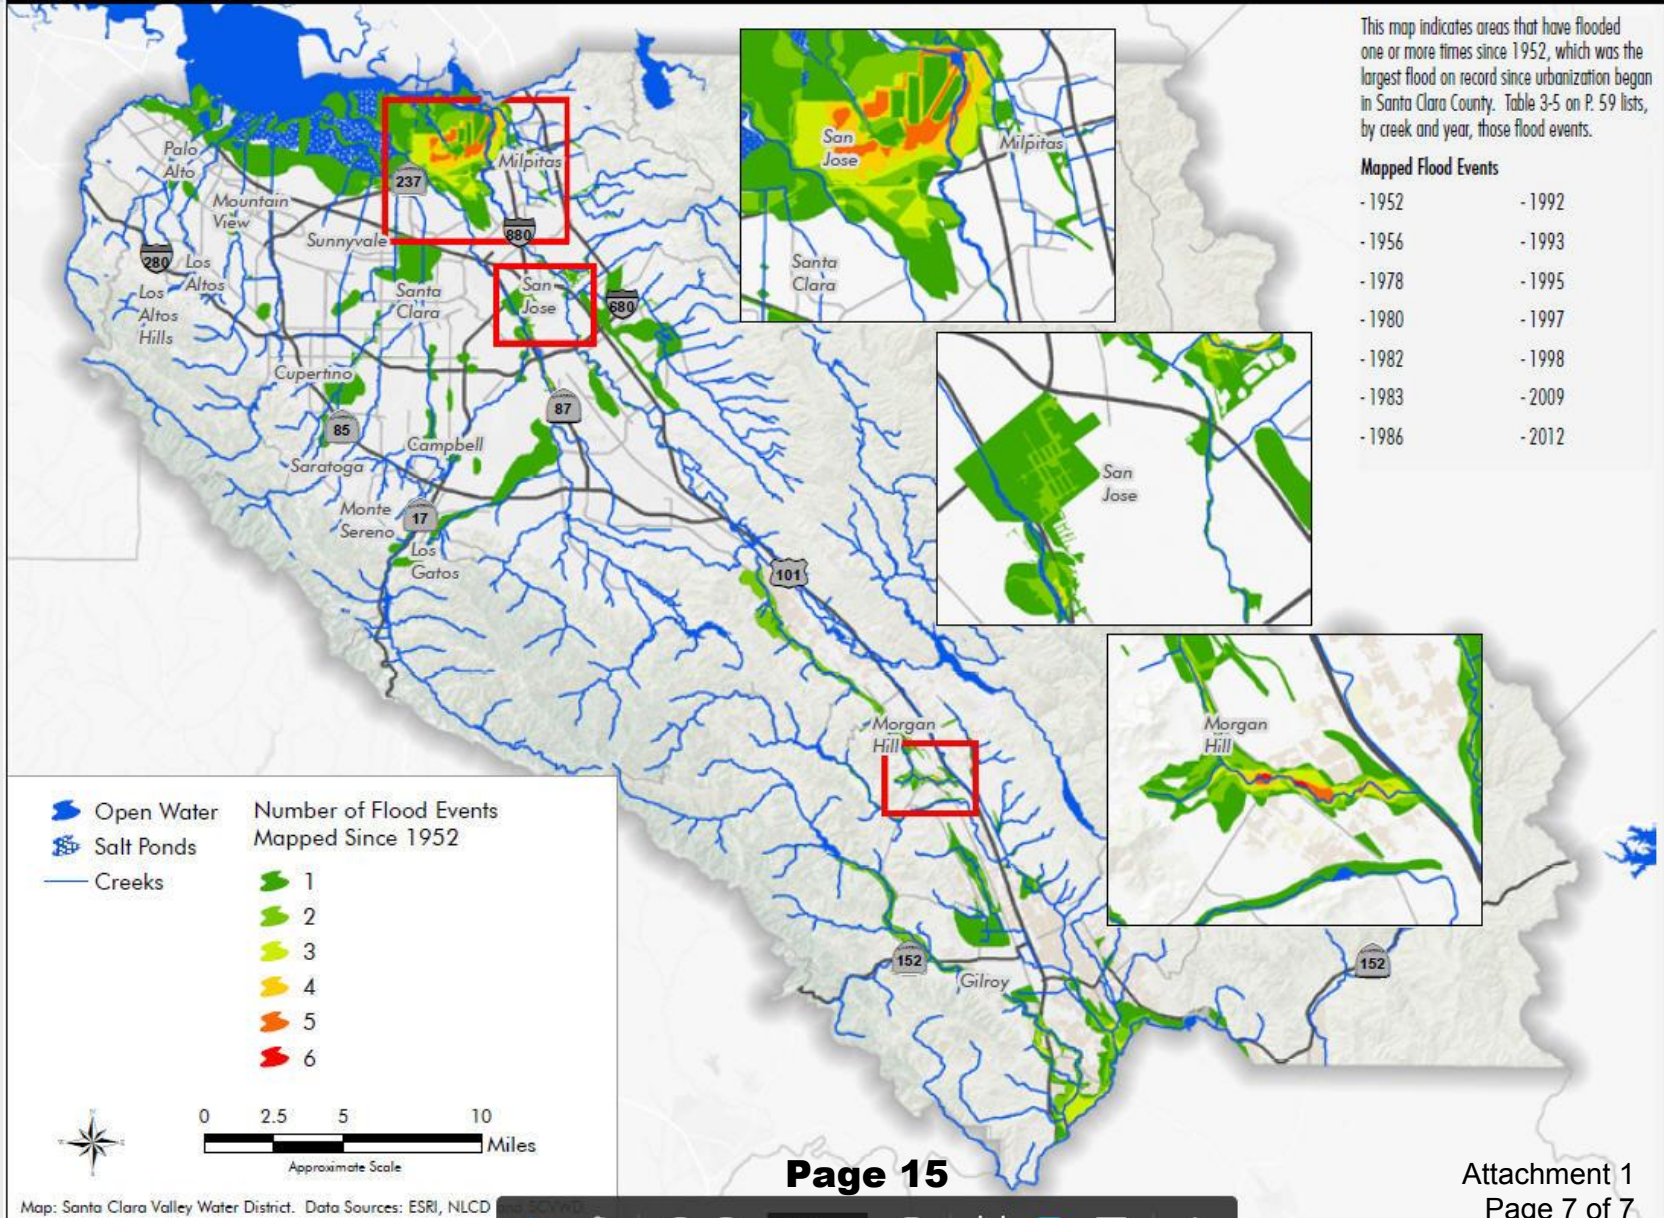 This map indicates areas that have flooded
one or more times since 1952, which was the
largest flood on record since urbanization began
in Santa Clara County. Table 3-5 on P. 59 lists,
by creek and year, those flood events.
Mapped Flood Events
- 1952
- 1992
- 1956
- 1993
- 1978
- 1995
- 1980
- 1997
- 1982
- 1998
- 1983
- 2009
- 1986
- 2012
San
Jose
Milpitas
Santa
Clara
Palo
Alto
Mountain
View
237
Milpitas
Sunnyvale
880
280
Los
Altos
Los
Altos
Hills
Santa
Clara
San
Jose
680
Cupertino
87
85
Campbell
Saratoga
Monte
Sereno
17
Los
Gatos
101
San
Jose
Morgan
Hill
Morgan
Hill
152
Gilroy
152
Open Water
Salt Ponds
Creeks
Number of Flood Events
Mapped Since 1952
1
2
3
4
5
6
N
0 2.5 5 10
Miles
Approximate Scale
Map: Santa Clara Valley Water District. Data Sources: ESRI, NLCD and SCVWD.
Page 15
Attachment 1
Page 7 of 7